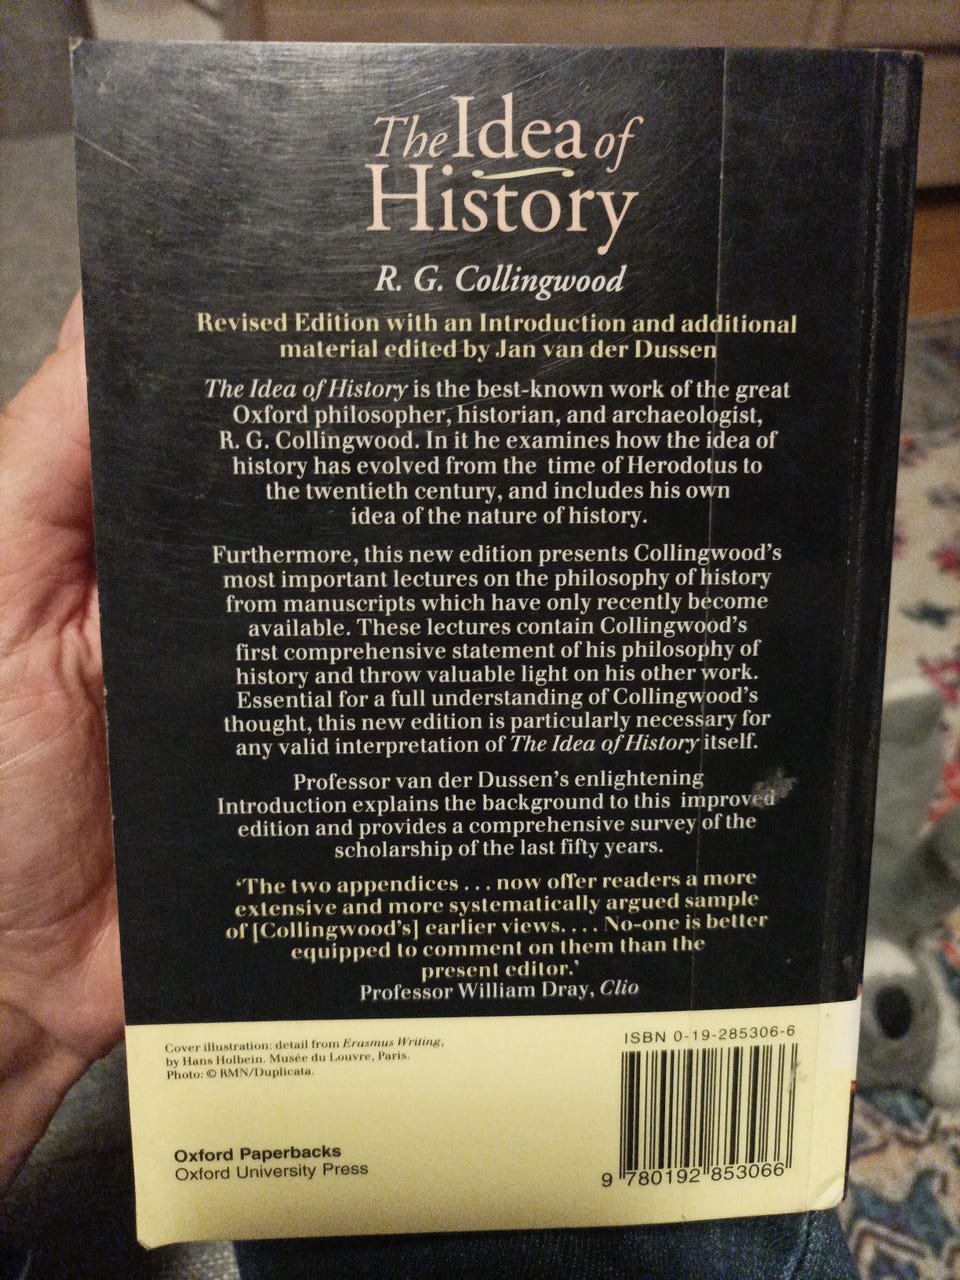 The Idea of
History
R. G. Collingwood
Revised Edition with an Introduction and additional
material edited by Jan van der Dussen
The Idea of History is the best-known work of the great
Oxford philosopher, historian, and archaeologist,
R. G. Collingwood. In it he examines how the idea of
history has evolved from the time of Herodotus to
the twentieth century, and includes his own
idea of the nature of history.
Furthermore, this new edition presents Collingwood's
most important lectures on the philosophy of history
from manuscripts which have only recently become
available. These lectures contain Collingwood's
first comprehensive statement of his philosophy of
history and throw valuable light on his other work.
Essential for a full understanding of Collingwood's
thought, this new edition is particularly necessary for
any valid interpretation of The Idea of History itself.
Professor van der Dussen's enlightening
Introduction explains the background to this improved
edition and provides a comprehensive survey of the
scholarship of the last fifty years.
'The two appendices . . . now offer readers a more
extensive and more systematically argued sample
of [Collingwood's] earlier views. . . . No-one is better
equipped to comment on them than the
present editor.'
Professor William Dray, Clio
Cover illustration: detail from Erasmus Writing,
by Hans Holbein. Musée du Louvre, Paris.
Photo: © RMN/Duplicata.
Oxford Paperbacks
Oxford University Press
ISBN 0-19-285306-6
9 780192 853066